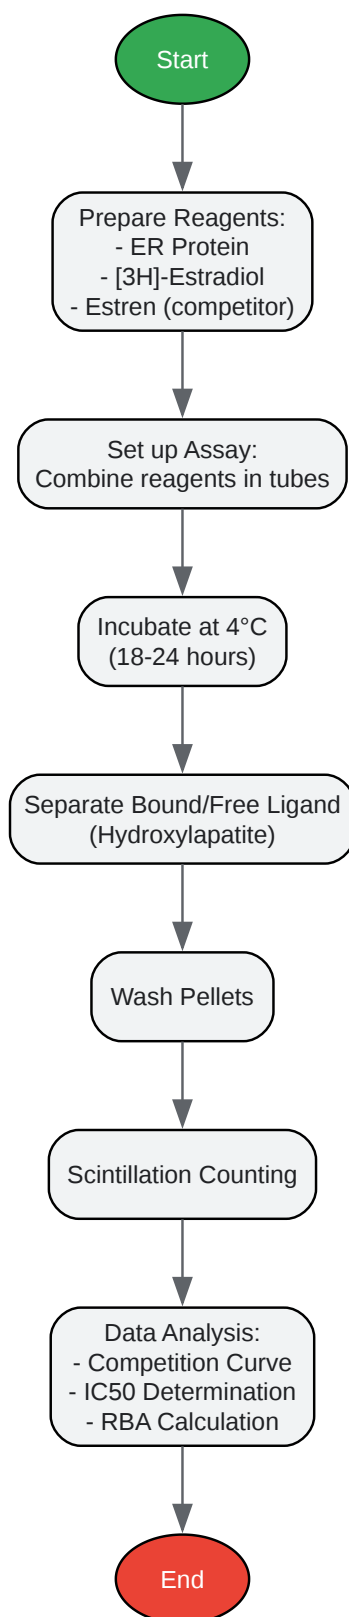 Start
Prepare Reagents:
- ER Protein
- [3H]-Estradiol
- Estren (competitor)
Set up Assay:
Combine reagents in tubes
Incubate at 4°C
(18-24 hours)
Separate Bound/Free Ligand
(Hydroxylapatite)
Wash Pellets
Scintillation Counting
Data Analysis:
- Competition Curve
- IC50 Determination
- RBA Calculation
End